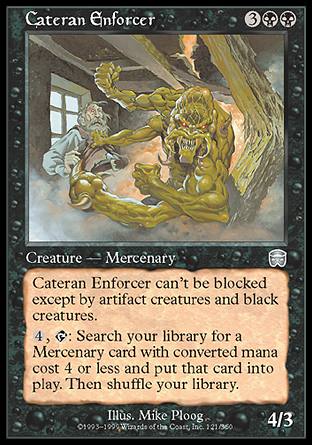 Cateran Enforcer 3
Creature — Mercenary
Cateran Enforcer can't be blocked
except by artifact creatures and black
creatures.
4, : Search your library for a
Mercenary card with converted mana
cost 4 or less and put that card into
play. Then shuffle your library.
Illus. Mike Ploog
©1993-1999 Wizards of the Coast, Inc. 121/350
4/3